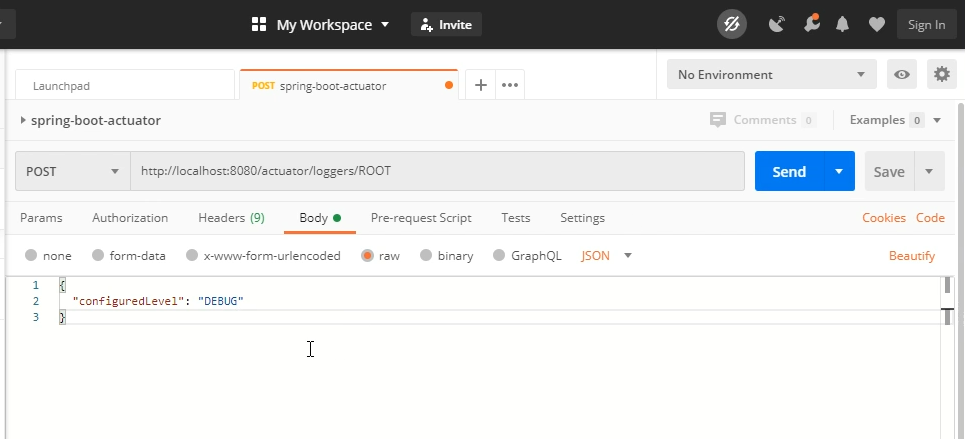 My Workspace Invite Sign In
Launchpad POST spring-boot-actuator No Environment
spring-boot-actuator Comments 0 Examples 0
POST http://localhost:8080/actuator/loggers/ROOT Send Save
Params Authorization Headers (9) Body Pre-request Script Tests Settings Cookies Code
none form-data x-www-form-urlencoded raw binary GraphQL JSON Beautify
1 {
2 "configuredLevel": "DEBUG"
3 }